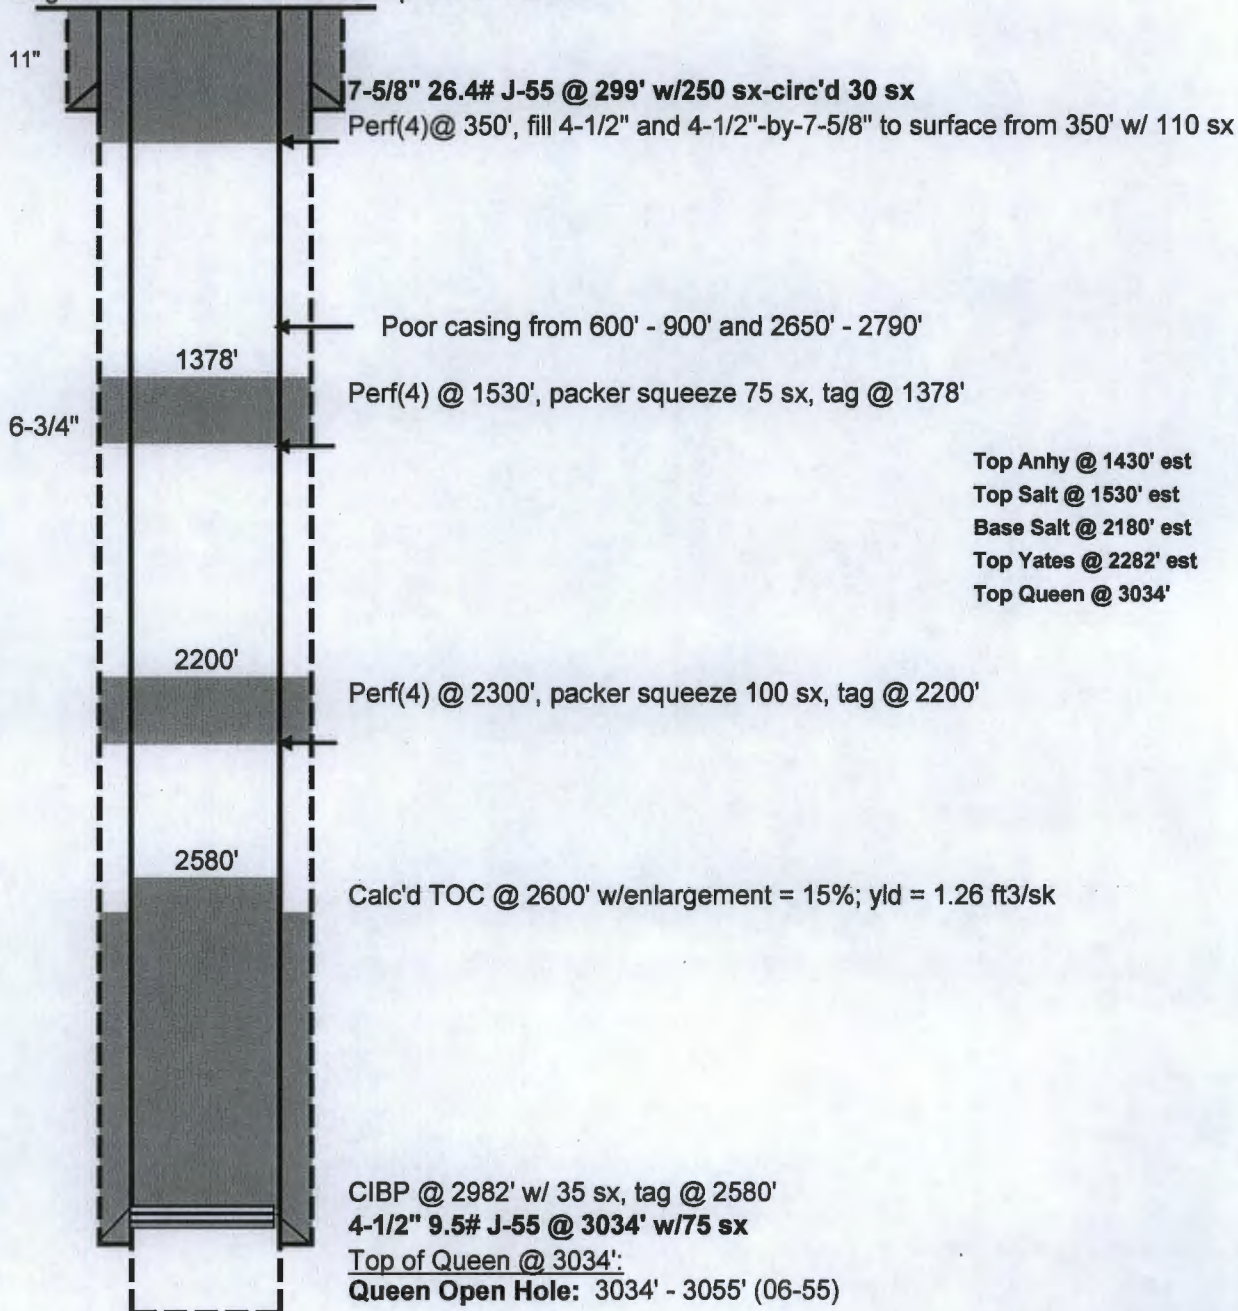 11"
7-5/8" 26.4# J-55 @ 299' w/250 sx-circ'd 30 sx
Perf(4)@ 350', fill 4-1/2" and 4-1/2"-by-7-5/8" to surface from 350' w/ 110 sx
Poor casing from 600' - 900' and 2650' - 2790'
1378'
Perf(4) @ 1530', packer squeeze 75 sx, tag @ 1378'
6-3/4"
Top Anhy @ 1430' est
Top Salt @ 1530' est
Base Salt @ 2180' est
Top Yates @ 2282' est
Top Queen @ 3034'
2200'
Perf(4) @ 2300', packer squeeze 100 sx, tag @ 2200'
2580'
Calc'd TOC @ 2600' w/enlargement = 15%; yld = 1.26 ft3/sk
CIBP @ 2982' w/ 35 sx, tag @ 2580'
4-1/2" 9.5# J-55 @ 3034' w/75 sx
Top of Queen @ 3034':
Queen Open Hole: 3034' - 3055' (06-55)